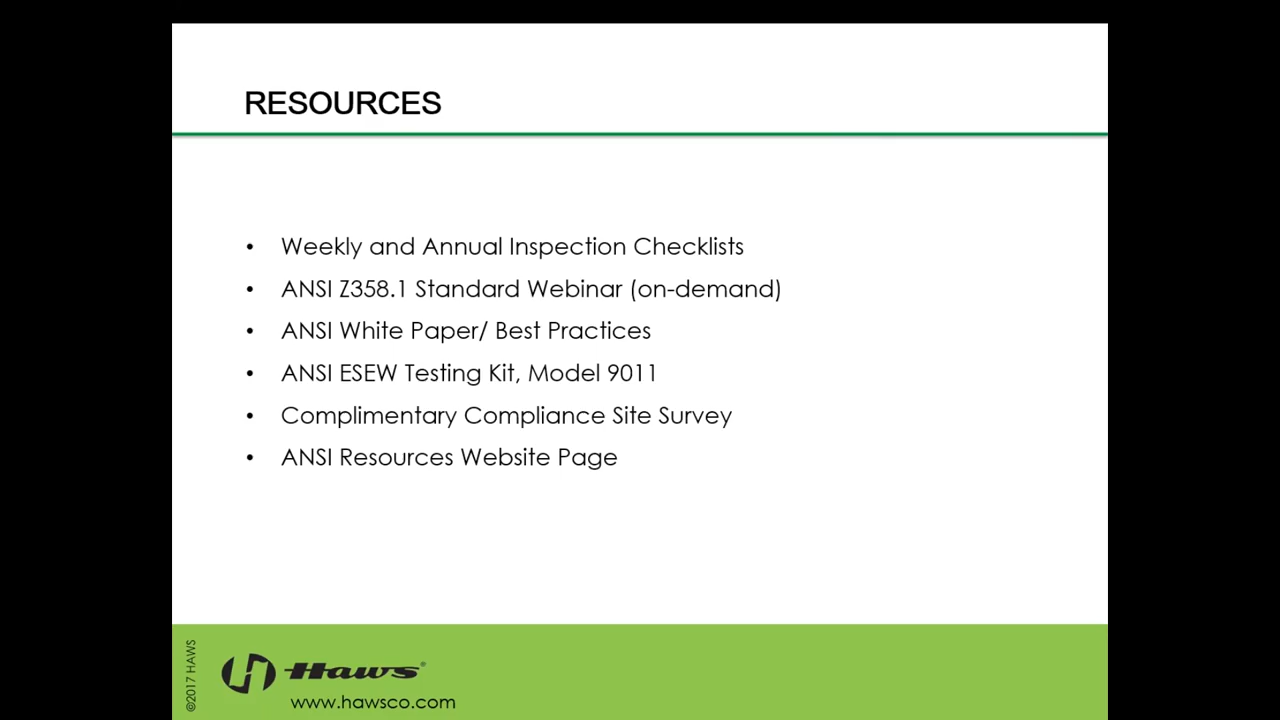 RESOURCES
• Weekly and Annual Inspection Checklists
• ANSI Z358.1 Standard Webinar (on-demand)
• ANSI White Paper/ Best Practices
• ANSI ESEW Testing Kit, Model 9011
• Complimentary Compliance Site Survey
• ANSI Resources Website Page
©2017 HAWS
Haws®
www.hawsco.com